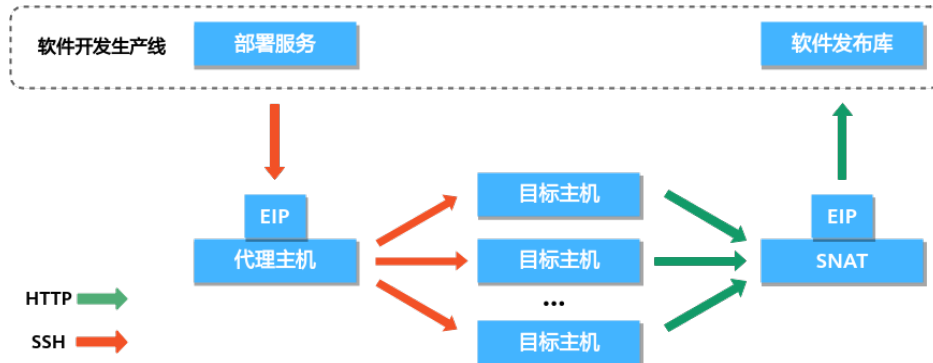 软件开发生产线
部署服务
软件发布库
EIP
代理主机
目标主机
目标主机
...
目标主机
EIP
SNAT
HTTP
SSH